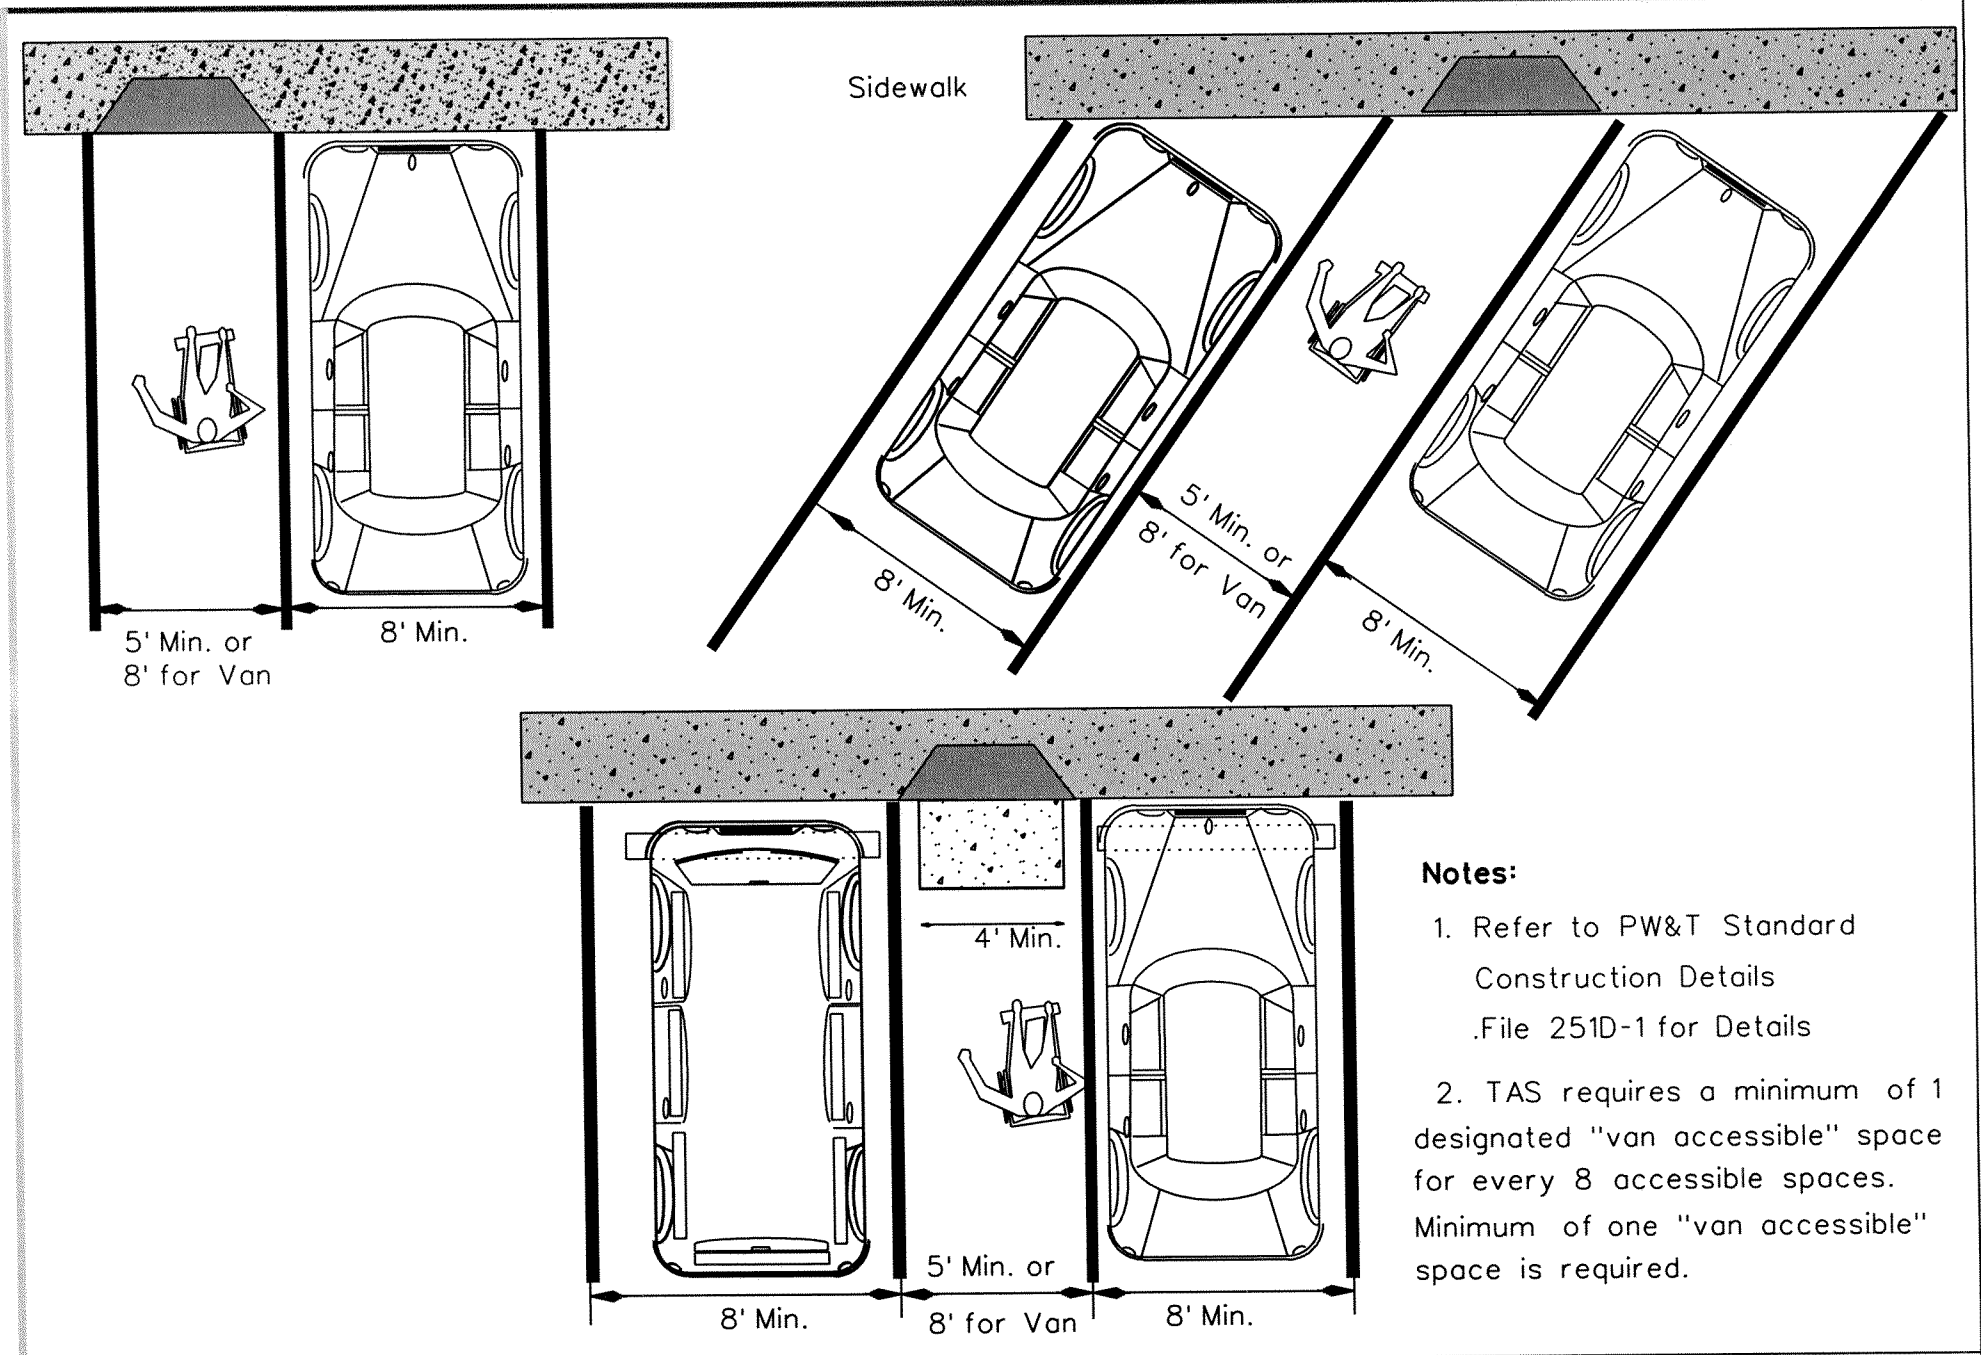 Sidewalk
5' Min. or
8' for Van
8' Min.
8' Min.
5' Min. or
8' for Van
8' Min.
4' Min.
5' Min. or
8' Min.
8' for Van
8' Min.
Notes:
1. Refer to PW&T Standard
Construction Details
.File 251D-1 for Details
2. TAS requires a minimum of 1
designated "van accessible" space
for every 8 accessible spaces.
Minimum of one "van accessible"
space is required.